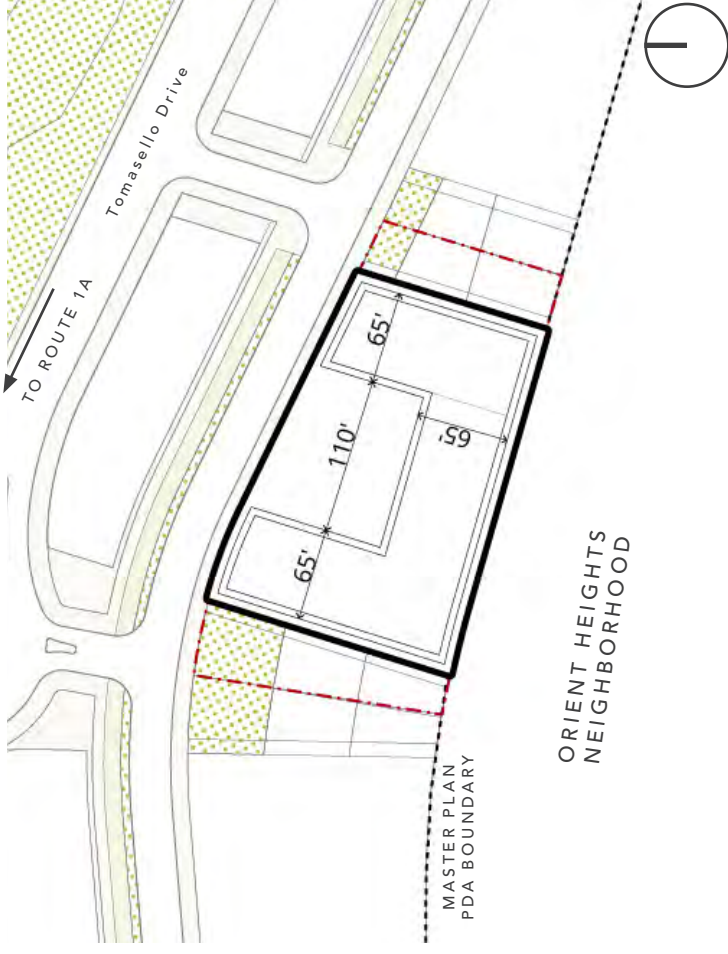 Tomasello Drive
TO ROUTE 1A
65'
110'
65'
65'
ORIENT HEIGHTS
NEIGHBORHOOD
MASTER PLAN
PDA BOUNDARY